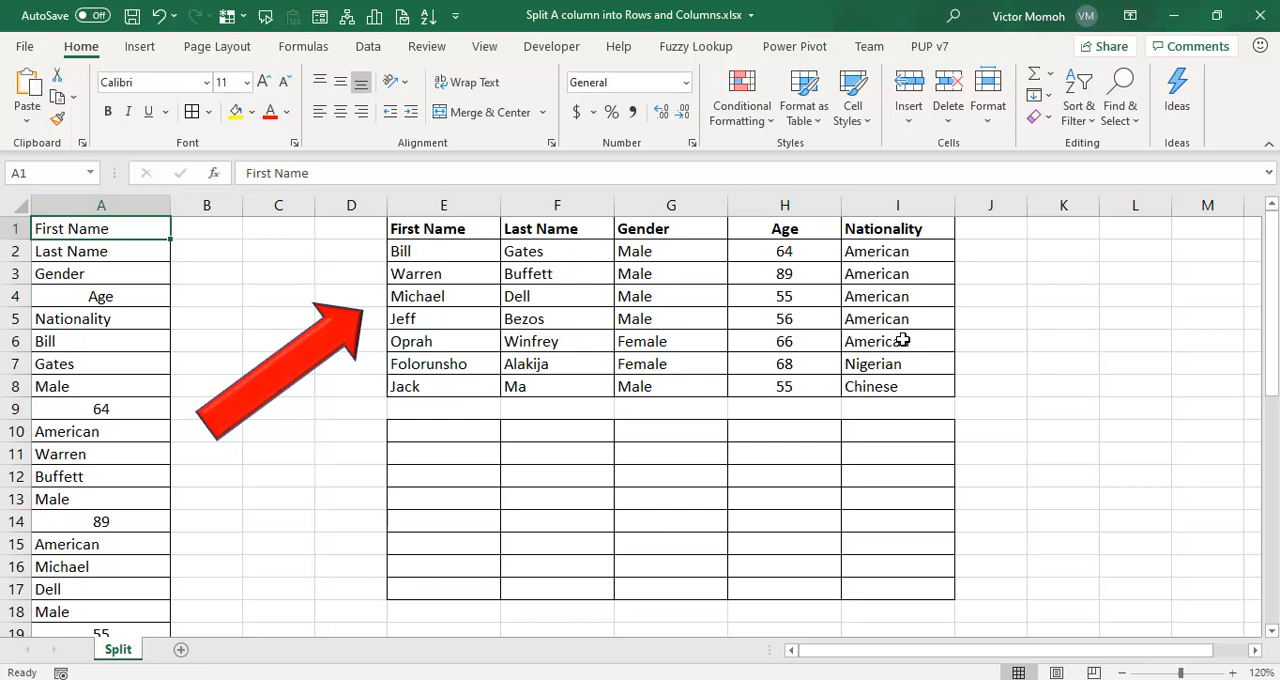 AutoSave Off Split A column into Rows and Columns.xlsx Victor Momoh VM
File Home Insert Page Layout Formulas Data Review View Developer Help Fuzzy Lookup Power Pivot Team PUP v7 Share Comments
Paste
Clipboard
Calibri 11
B I U A
Font
Wrap Text
Merge & Center
Alignment
General
$ % ,
Number
Conditional Formatting
Format as Table
Cell Styles
Styles
Insert Delete Format
Cells
Sort & Filter
Find & Select
Editing
Ideas
Ideas
A1 fx First Name
A B C D E F G H I J K L M
1 First Name First Name Last Name Gender Age Nationality
2 Last Name Bill Gates Male 64 American
3 Gender Warren Buffett Male 89 American
4 Age Michael Dell Male 55 American
5 Nationality Jeff Bezos Male 56 American
6 Bill Oprah Winfrey Female 66 American
7 Gates Folorunsho Alakija Female 68 Nigerian
8 Male Jack Ma Male 55 Chinese
9 64
10 American
11 Warren
12 Buffett
13 Male
14 89
15 American
16 Michael
17 Dell
18 Male
19 55
Split
Ready 120%